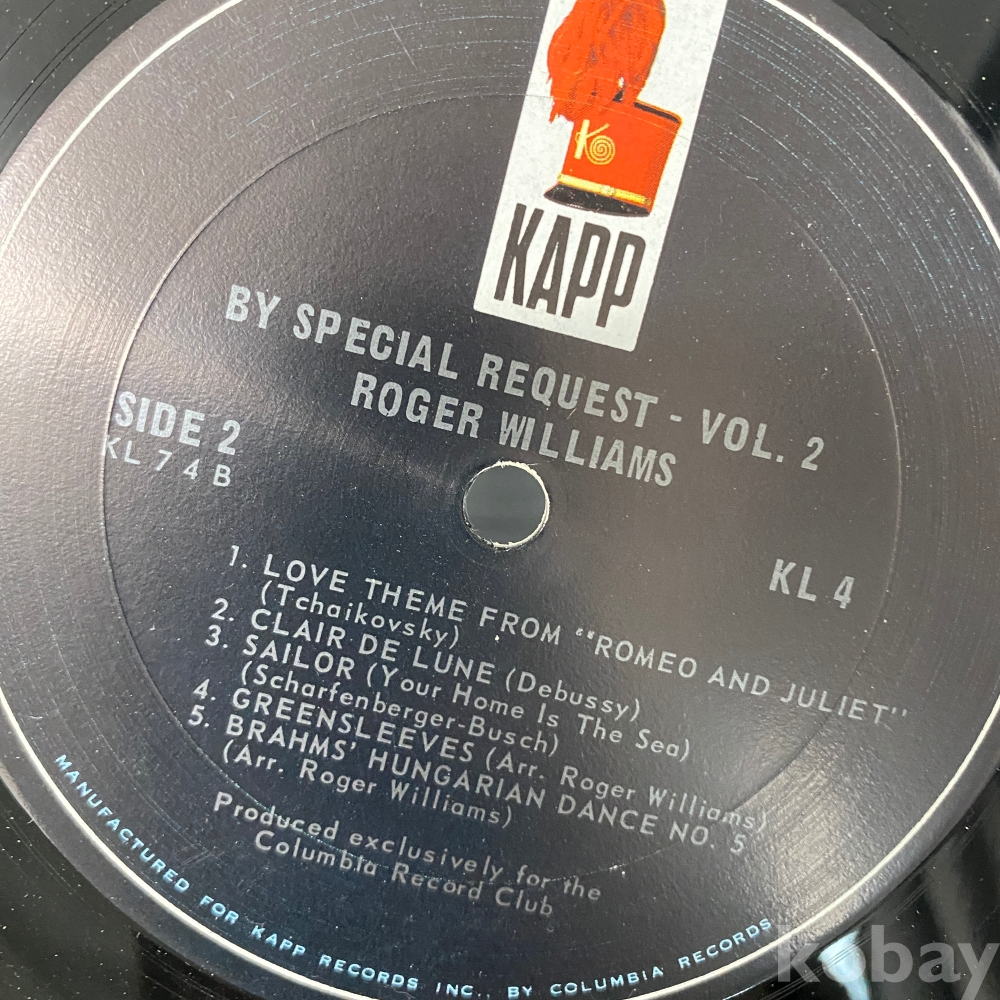 K
KAPP
BY SPECIAL REQUEST - VOL. 2
ROGER WILLIAMS
SIDE 2
KL 74 B
KL 4
1. LOVE THEME FROM "ROMEO AND JULIET"
(Tchaikovsky)
2. CLAIR DE LUNE (Debussy)
3. SAILOR (Your Home Is The Sea)
(Scharfenberger-Busch)
4. GREENSLEEVES (Arr. Roger Williams)
5. BRAHMS' HUNGARIAN DANCE NO. 5
(Arr. Roger Williams)
Produced exclusively for the
Columbia Record Club
MANUFACTURED FOR KAPP RECORDS INC., BY COLUMBIA RECORDS
kobay